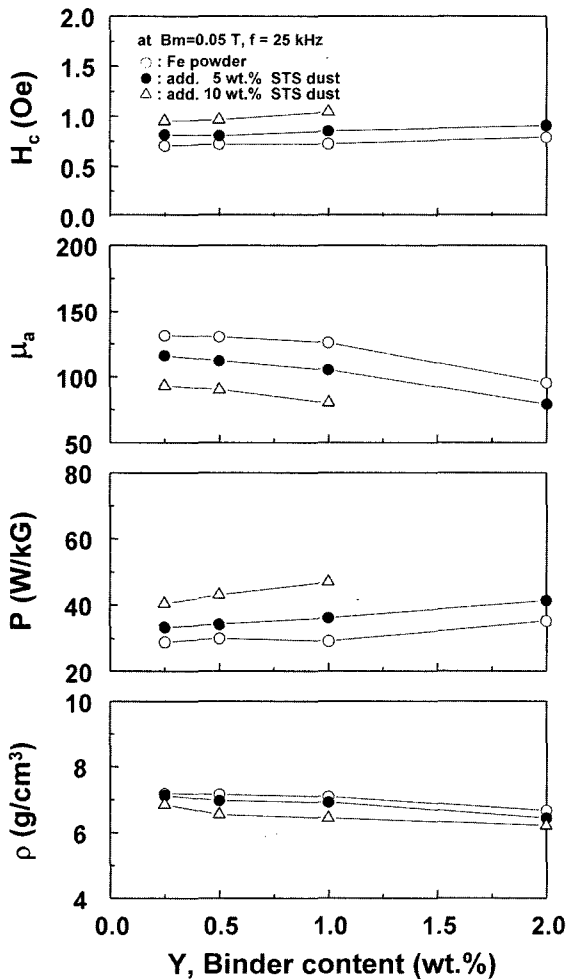 2.0
1.5
1.0
0.5
0.0
H_c (Oe)
at Bm=0.05 T, f = 25 kHz
○ : Fe powder
● : add. 5 wt.% STS dust
△ : add. 10 wt.% STS dust
200
150
100
50
μ_a
80
60
40
20
P (W/kG)
10
8
6
4
ρ (g/cm³)
0.0 0.5 1.0 1.5 2.0
Y, Binder content (wt.%)